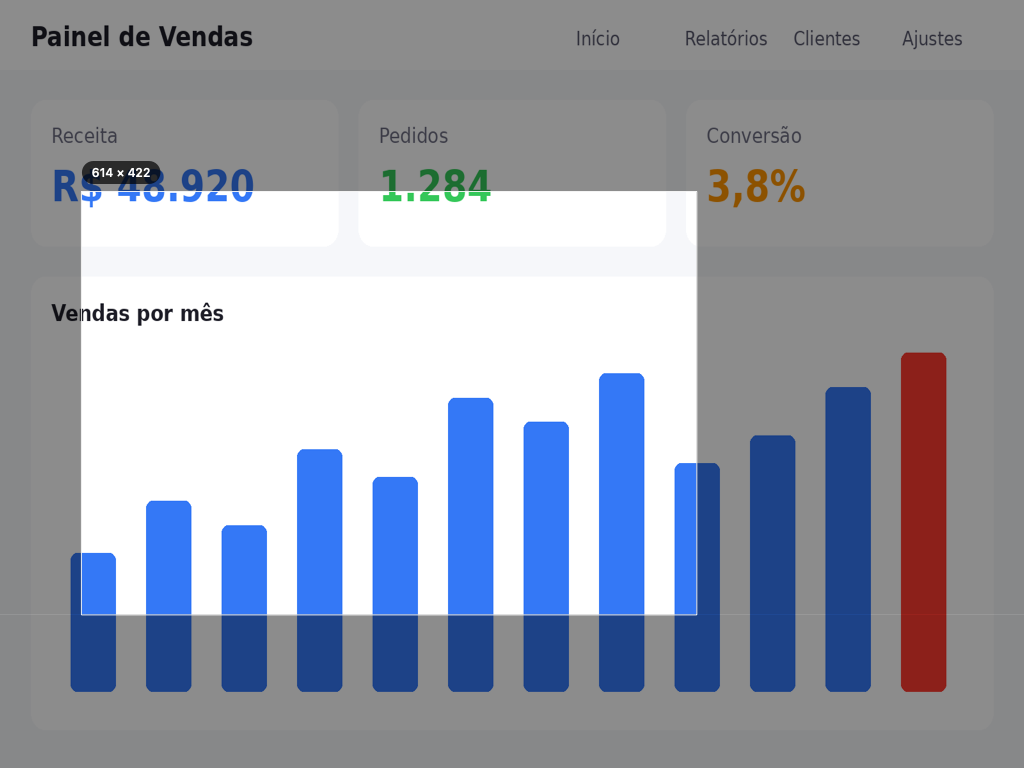 Painel de Vendas
Início Relatórios Clientes Ajustes
Receita Pedidos Conversão
614 × 422
R$ 48.920 1.284 3,8%
Vendas por mês